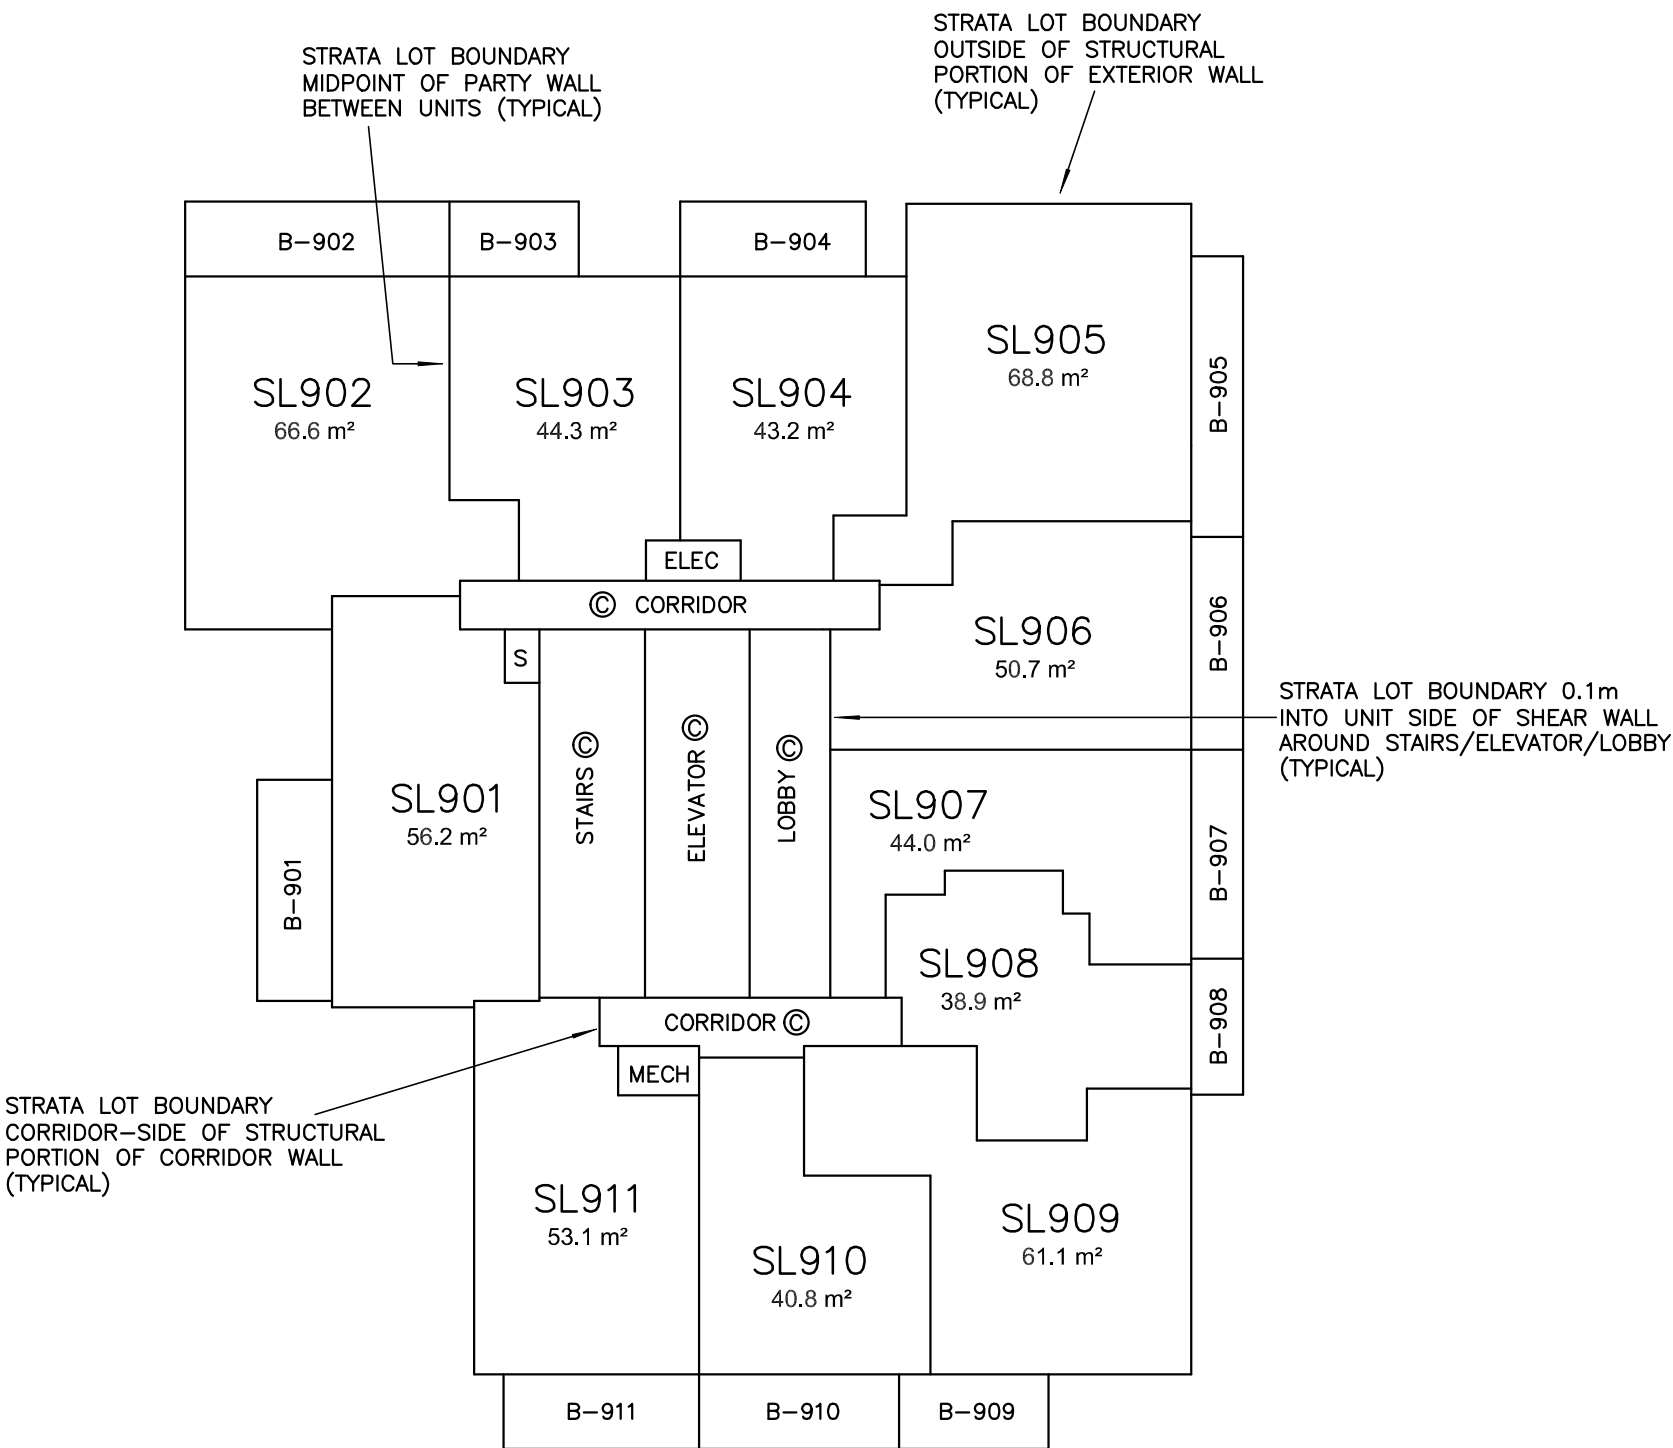 STRATA LOT BOUNDARY
OUTSIDE OF STRUCTURAL
PORTION OF EXTERIOR WALL
(TYPICAL)
STRATA LOT BOUNDARY
MIDPOINT OF PARTY WALL
BETWEEN UNITS (TYPICAL)
B-902
B-903
B-904
SL905
68.8 m²
B-905
SL902
66.6 m²
SL903
44.3 m²
SL904
43.2 m²
ELEC
© CORRIDOR
SL906
50.7 m²
B-906
S
STRATA LOT BOUNDARY 0.1m
INTO UNIT SIDE OF SHEAR WALL
AROUND STAIRS/ELEVATOR/LOBBY
(TYPICAL)
SL901
56.2 m²
STAIRS ©
ELEVATOR ©
LOBBY ©
SL907
44.0 m²
B-907
B-901
SL908
38.9 m²
B-908
CORRIDOR ©
MECH
STRATA LOT BOUNDARY
CORRIDOR-SIDE OF STRUCTURAL
PORTION OF CORRIDOR WALL
(TYPICAL)
SL911
53.1 m²
SL910
40.8 m²
SL909
61.1 m²
B-911
B-910
B-909